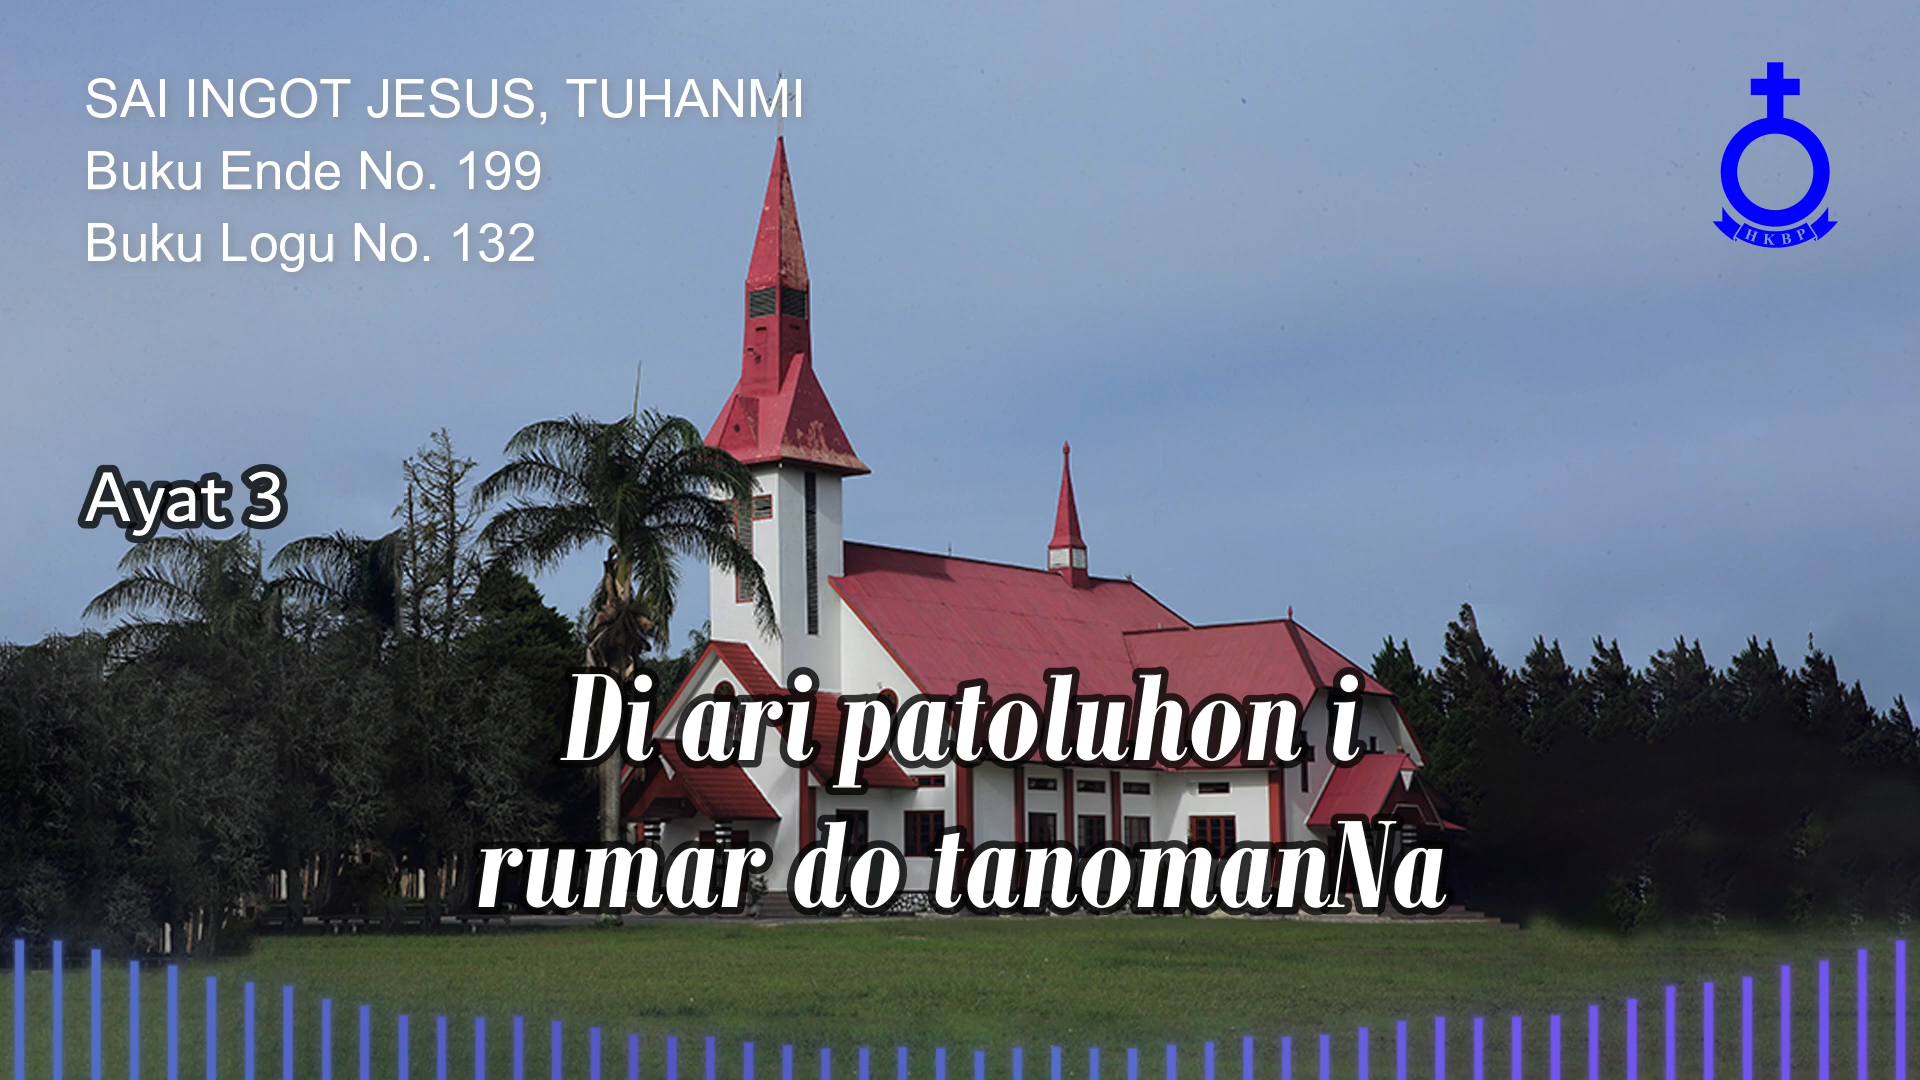 SAI INGOT JESUS, TUHANMI
Buku Ende No. 199
Buku Logu No. 132
HKBP
Ayat 3
Di ari patoluhon i
rumar do tanomanNa